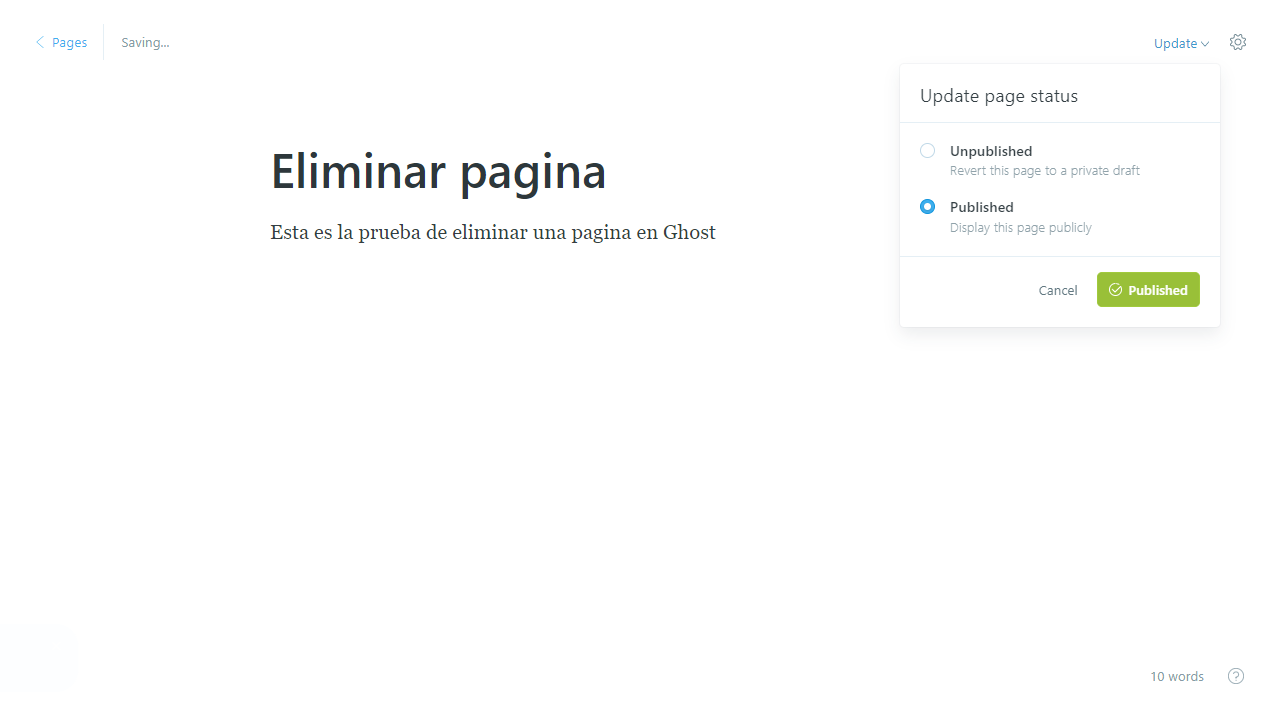 Pages
Saving...
Update
Update page status
Unpublished
Revert this page to a private draft
Published
Display this page publicly
Cancel
Published
Eliminar pagina
Esta es la prueba de eliminar una pagina en Ghost
10 words